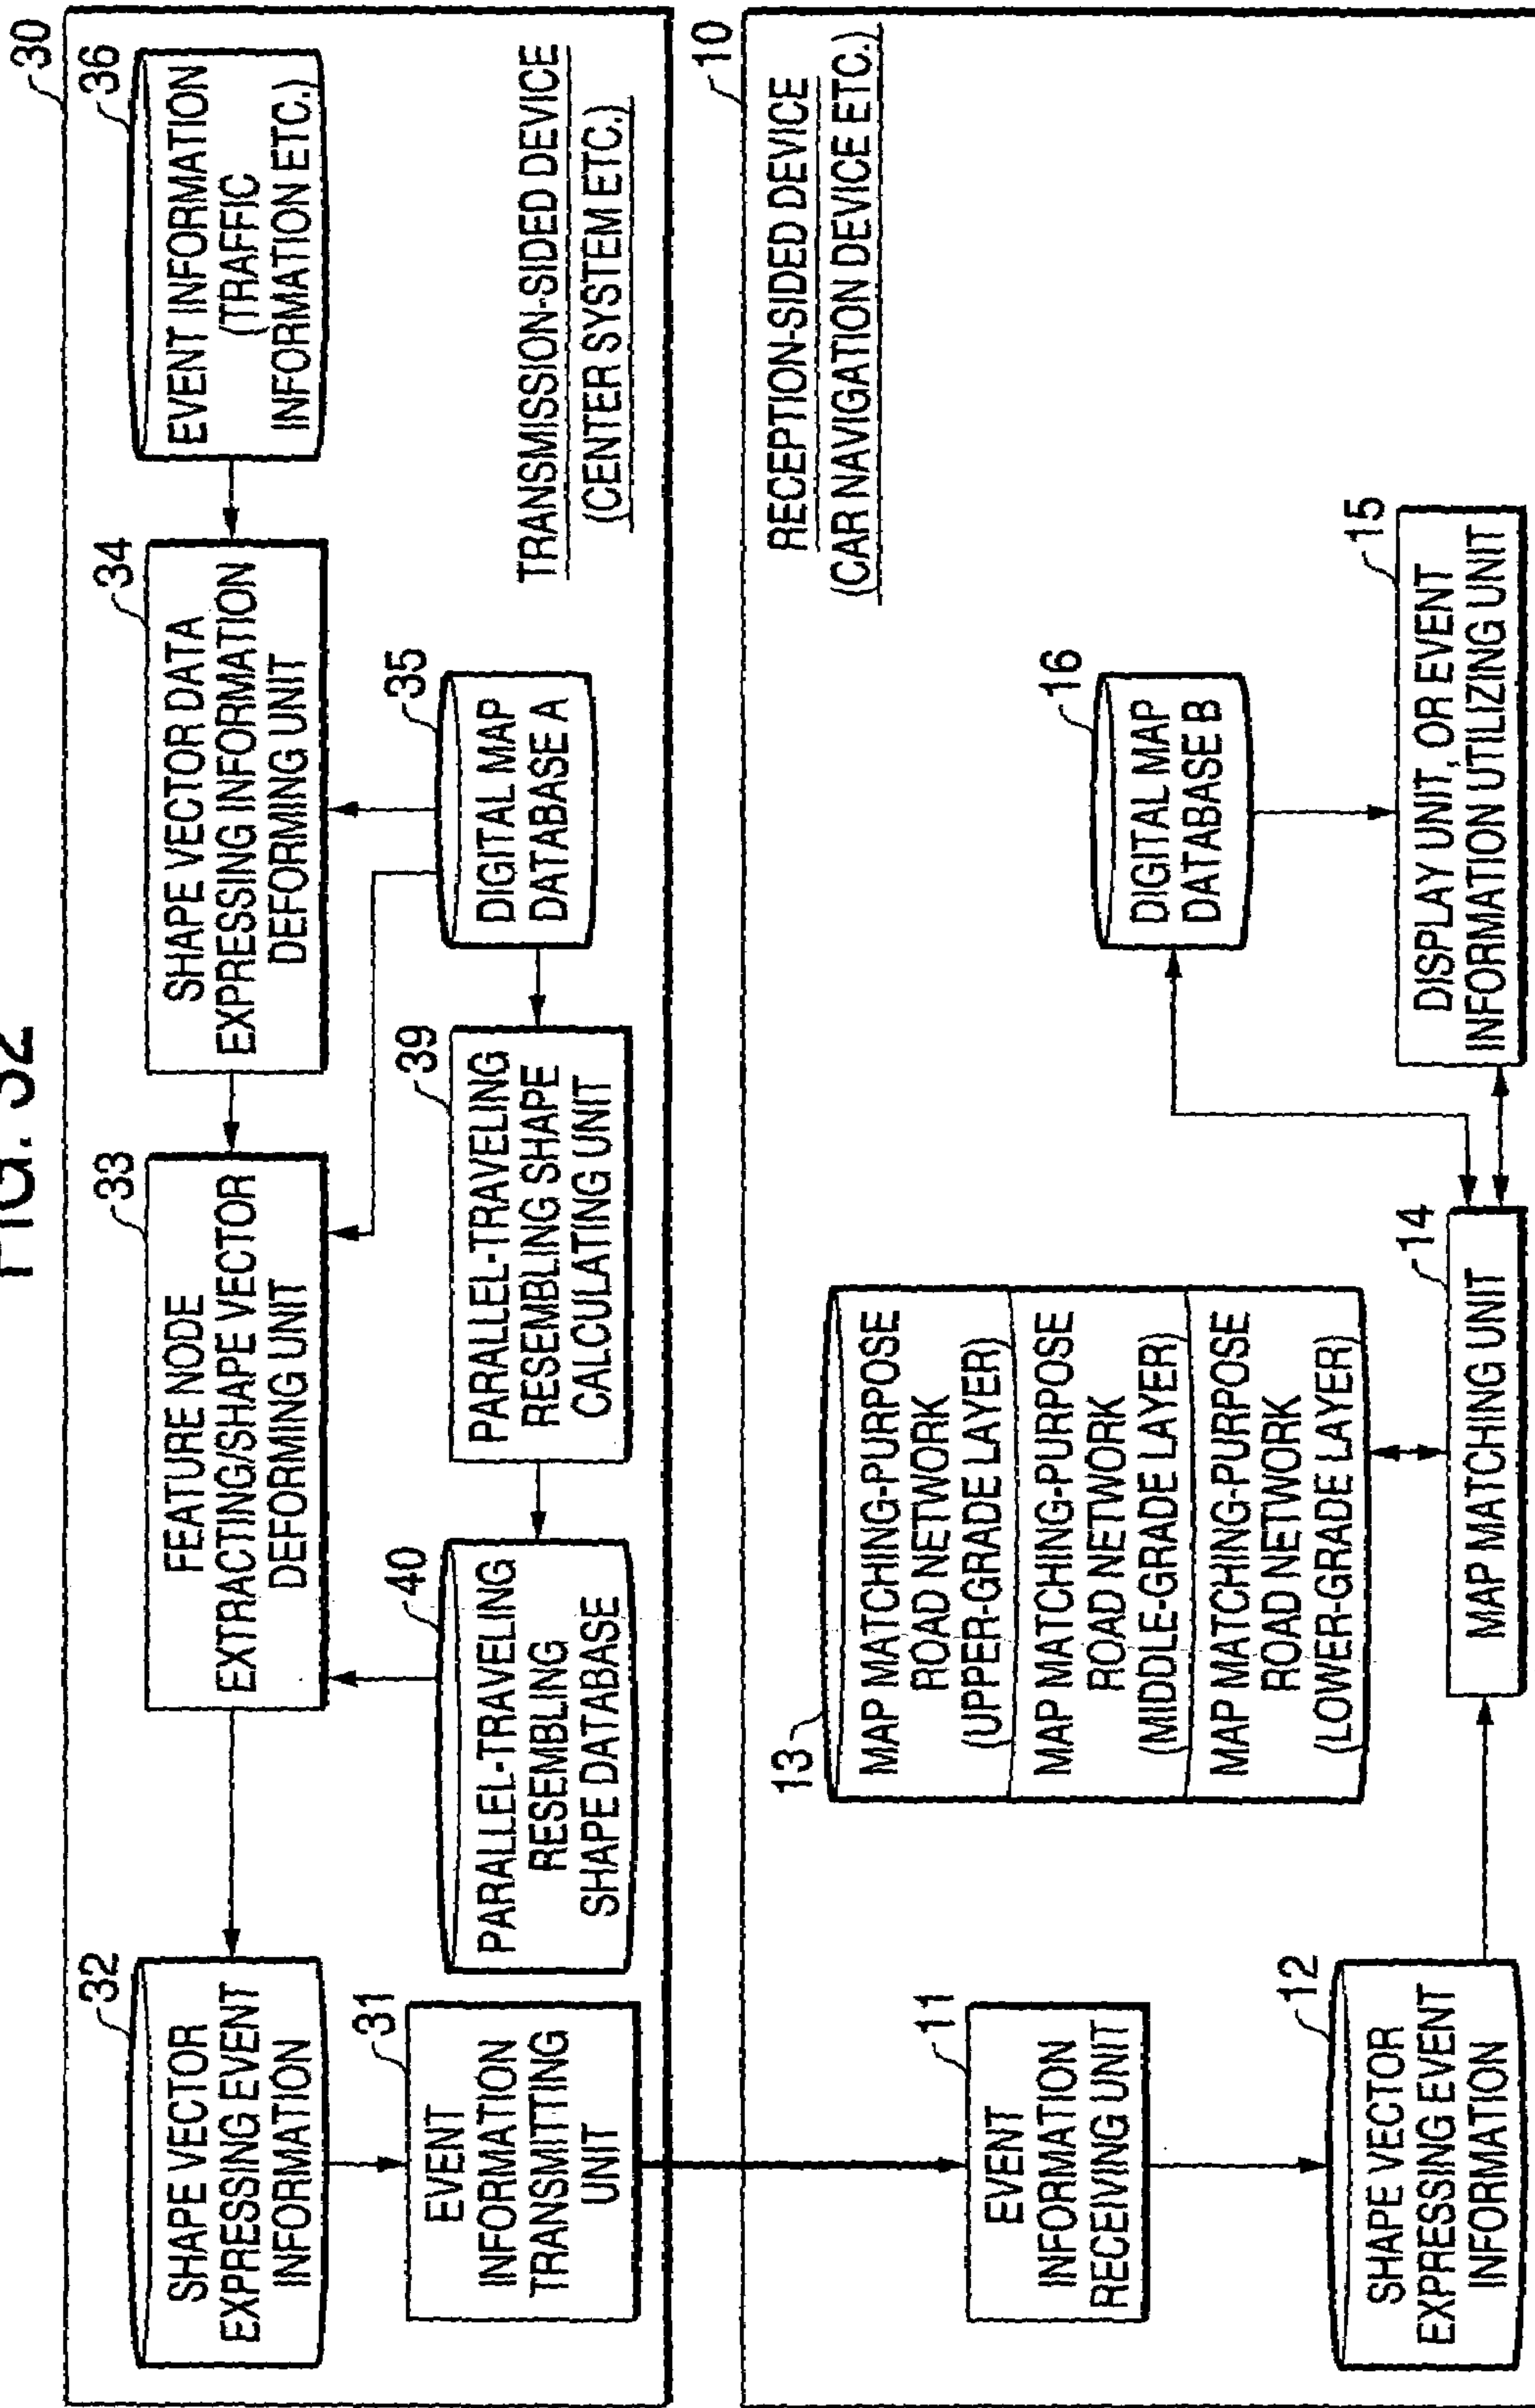 FIG. 32
30
SHAPE VECTOR
EXPRESSING EVENT
INFORMATION
32
FEATURE NODE
EXTRACTING/SHAPE VECTOR
DEFORMING UNIT
33
SHAPE VECTOR DATA
EXPRESSING INFORMATION
DEFORMING UNIT
34
EVENT INFORMATION
(TRAFFIC
INFORMATION ETC.)
36
EVENT
INFORMATION
TRANSMITTING
UNIT
31
PARALLEL-TRAVELING
RESEMBLING
SHAPE DATABASE
40
PARALLEL-TRAVELING
RESEMBLING SHAPE
CALCULATING UNIT
39
DIGITAL MAP
DATABASE A
35
TRANSMISSION-SIDED DEVICE
(CENTER SYSTEM ETC.)
10
RECEPTION-SIDED DEVICE
(CAR NAVIGATION DEVICE ETC.)
EVENT
INFORMATION
RECEIVING UNIT
11
13
MAP MATCHING-PURPOSE
ROAD NETWORK
(UPPER-GRADE LAYER)
MAP MATCHING-PURPOSE
ROAD NETWORK
(MIDDLE-GRADE LAYER)
MAP MATCHING-PURPOSE
ROAD NETWORK
(LOWER-GRADE LAYER)
DIGITAL MAP
DATABASE B
16
SHAPE VECTOR
EXPRESSING EVENT
INFORMATION
12
MAP MATCHING UNIT
14
DISPLAY UNIT, OR EVENT
INFORMATION UTILIZING UNIT
15